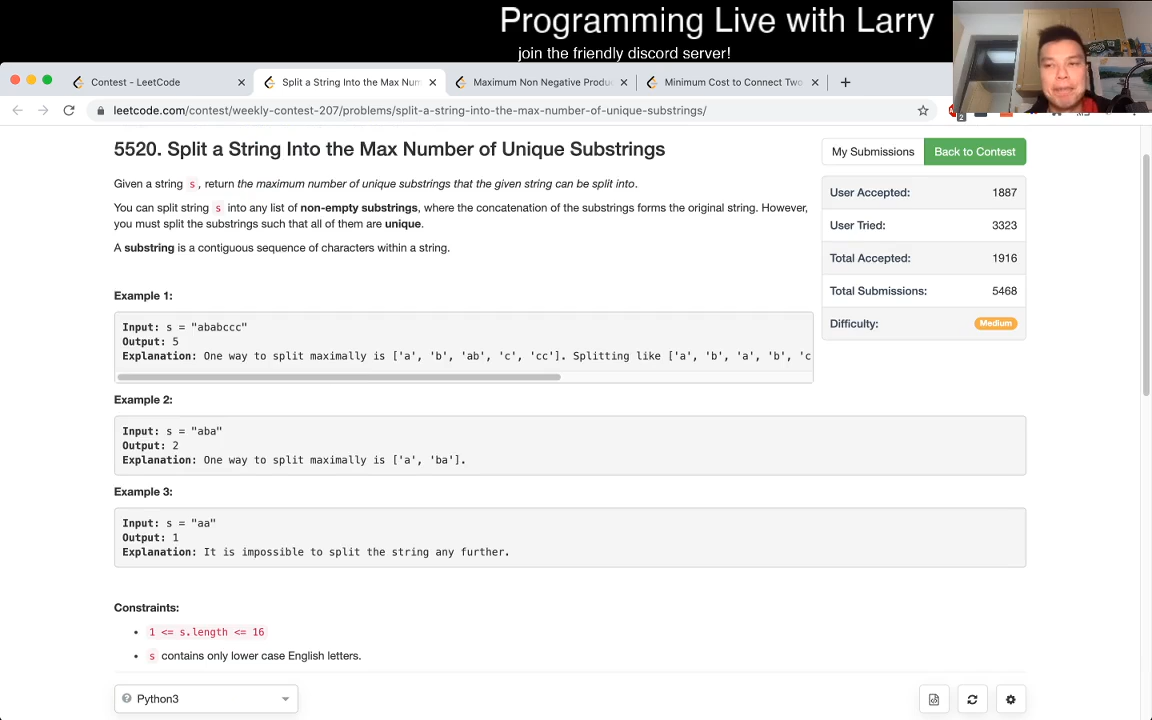 Programming Live with Larry
join the friendly discord server!
Contest - LeetCode
Split a String Into the Max Num
Maximum Non Negative Produ
Minimum Cost to Connect Two
leetcode.com/contest/weekly-contest-207/problems/split-a-string-into-the-max-number-of-unique-substrings/
2
5520. Split a String Into the Max Number of Unique Substrings
My Submissions
Back to Contest
Given a string s, return the maximum number of unique substrings that the given string can be split into.
User Accepted: 1887
You can split string s into any list of non-empty substrings, where the concatenation of the substrings forms the original string. However,
you must split the substrings such that all of them are unique.
User Tried: 3323
A substring is a contiguous sequence of characters within a string.
Total Accepted: 1916
Total Submissions: 5468
Difficulty: Medium
Example 1:
Input: s = "ababccc"
Output: 5
Explanation: One way to split maximally is ['a', 'b', 'ab', 'c', 'cc']. Splitting like ['a', 'b', 'a', 'b', 'c
Example 2:
Input: s = "aba"
Output: 2
Explanation: One way to split maximally is ['a', 'ba'].
Example 3:
Input: s = "aa"
Output: 1
Explanation: It is impossible to split the string any further.
Constraints:
• 1 <= s.length <= 16
• s contains only lower case English letters.
Python3